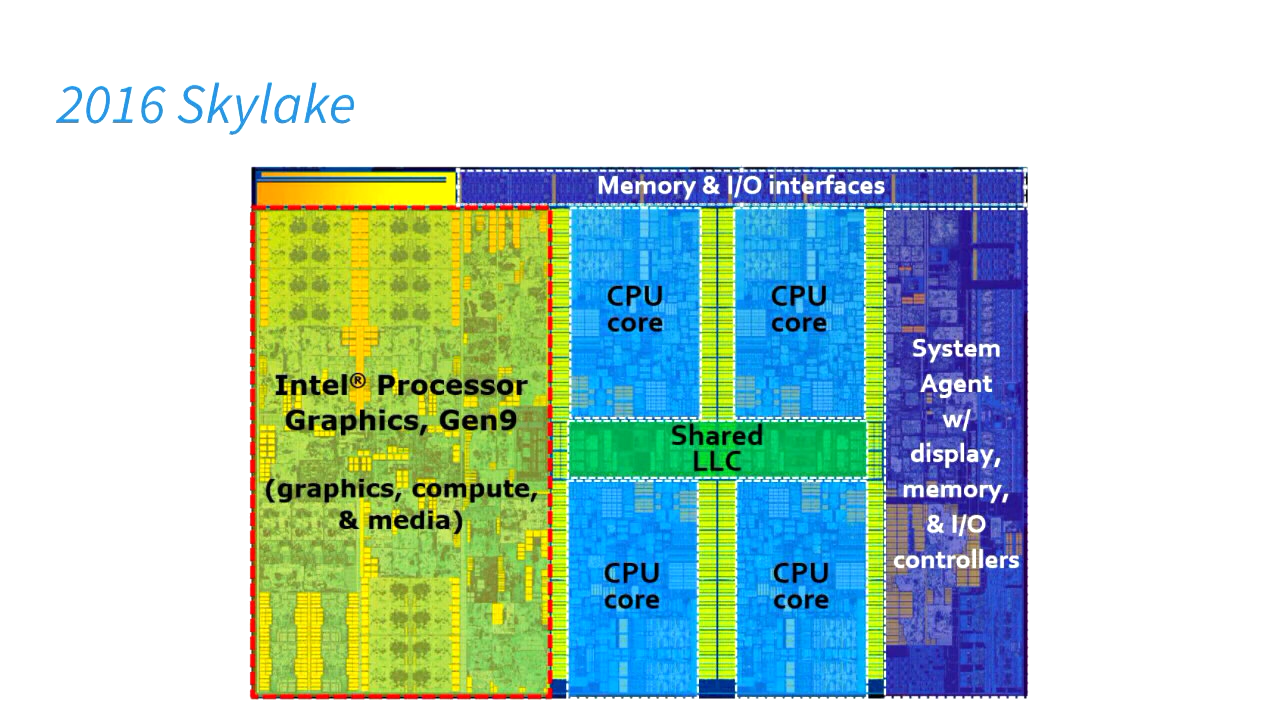 2016 Skylake
Memory & I/O interfaces
Intel® Processor
Graphics, Gen9
(graphics, compute,
& media)
CPU
core
CPU
core
Shared
LLC
CPU
core
CPU
core
System
Agent
w/
display,
memory,
& I/O
controllers